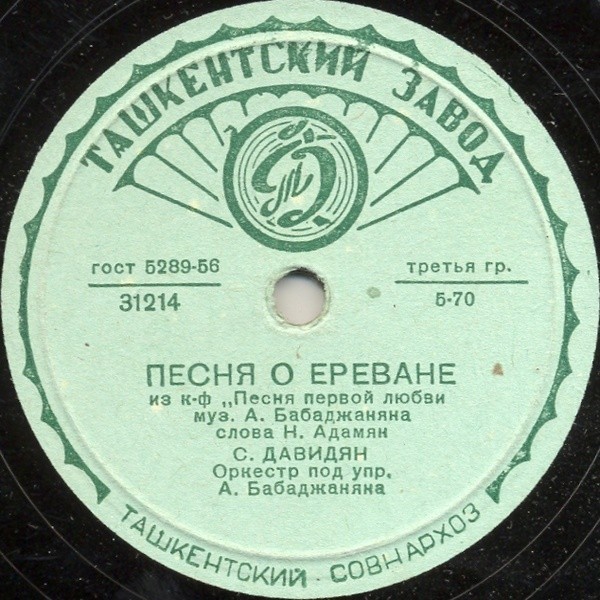 ТАШКЕНТСКИЙ ЗАВОД
гост 5289-56
31214
третья гр.
5-70
ПЕСНЯ О ЕРЕВАНЕ
из к-ф „Песня первой любви
муз. А. Бабаджаняна
слова Н. Адамян
С. ДАВИДЯН
Оркестр под упр.
А. Бабаджаняна
ТАШКЕНТСКИЙ СОВНАРХОЗ